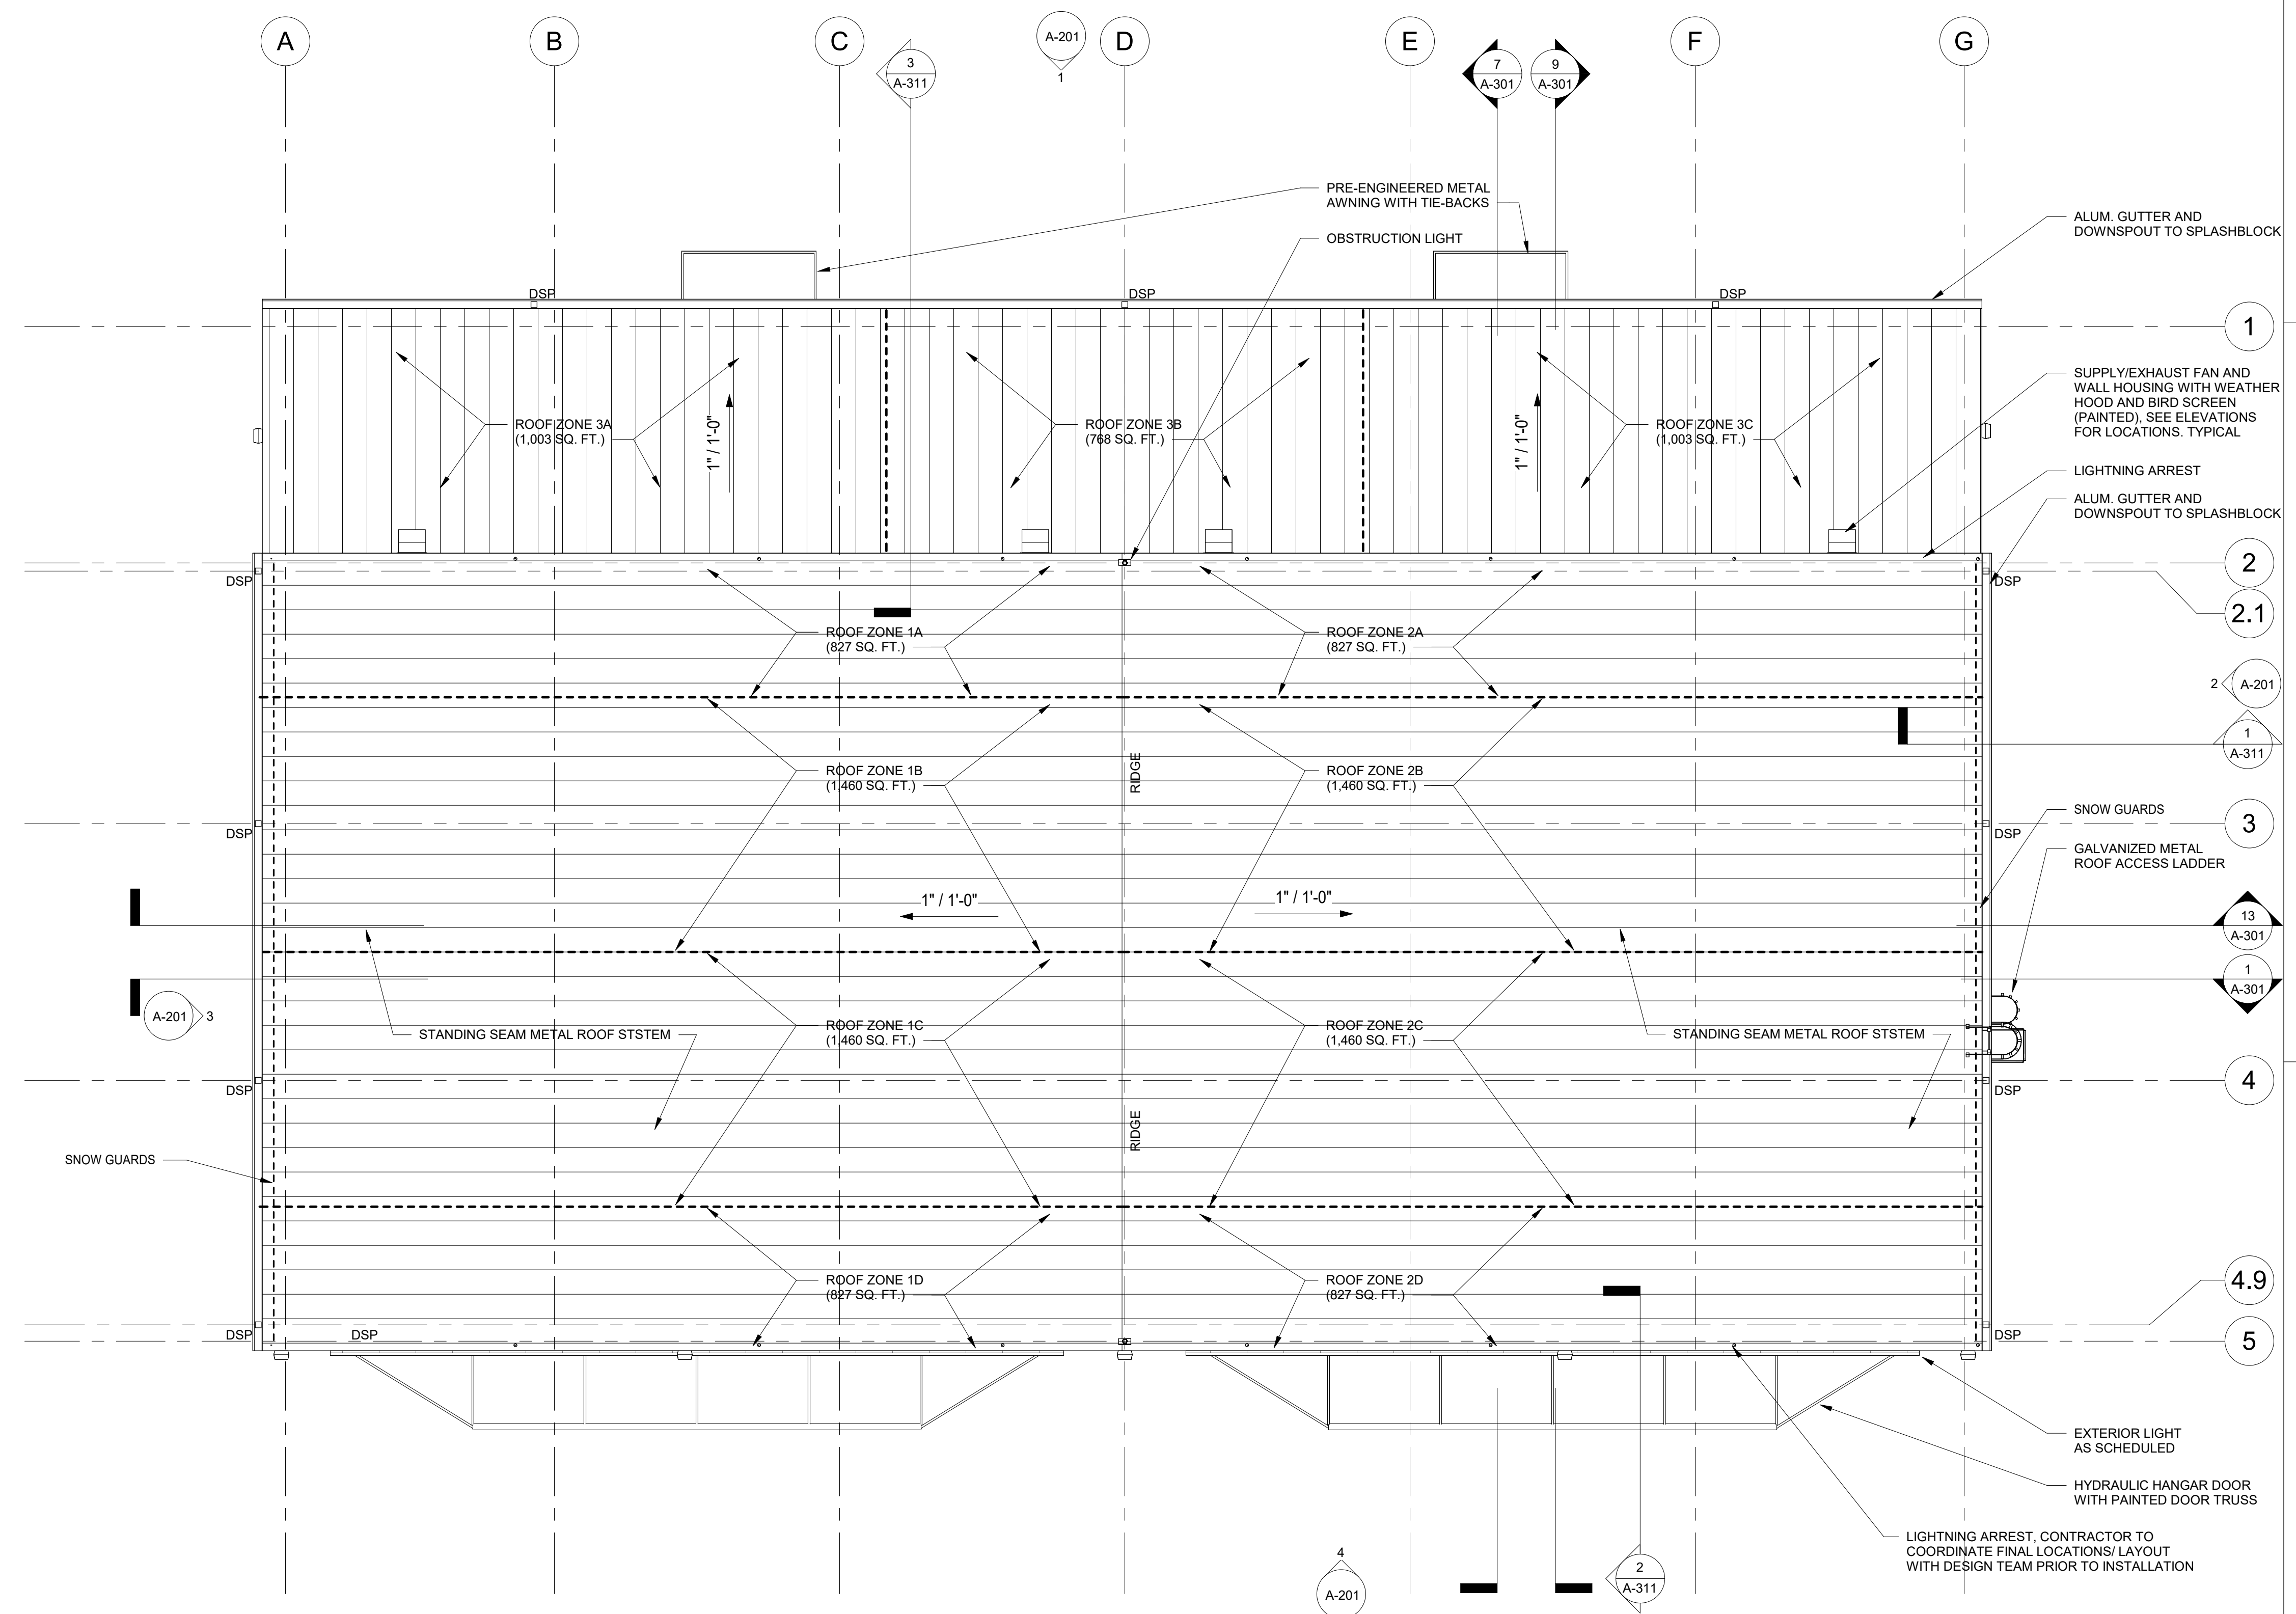 A
B
C
D
E
F
G
3
A-311
A-201
1
7
A-301
9
A-301
PRE-ENGINEERED METAL
AWNING WITH TIE-BACKS
OBSTRUCTION LIGHT
ALUM. GUTTER AND
DOWNSPOUT TO SPLASHBLOCK
DSP
DSP
DSP
1
SUPPLY/EXHAUST FAN AND
WALL HOUSING WITH WEATHER
HOOD AND BIRD SCREEN
(PAINTED), SEE ELEVATIONS
FOR LOCATIONS. TYPICAL
ROOF ZONE 3A
(1,003 SQ. FT.)
1" / 1'-0"
ROOF ZONE 3B
(768 SQ. FT.)
1" / 1'-0"
ROOF ZONE 3C
(1,003 SQ. FT.)
LIGHTNING ARREST
ALUM. GUTTER AND
DOWNSPOUT TO SPLASHBLOCK
2
DSP
DSP
2.1
ROOF ZONE 1A
(827 SQ. FT.)
ROOF ZONE 2A
(827 SQ. FT.)
2
A-201
1
A-311
ROOF ZONE 1B
(1,460 SQ. FT.)
RIDGE
ROOF ZONE 2B
(1,460 SQ. FT.)
SNOW GUARDS
3
DSP
DSP
GALVANIZED METAL
ROOF ACCESS LADDER
1" / 1'-0"
1" / 1'-0"
13
A-301
1
A-301
A-201
3
STANDING SEAM METAL ROOF STSTEM
ROOF ZONE 1C
(1,460 SQ. FT.)
ROOF ZONE 2C
(1,460 SQ. FT.)
STANDING SEAM METAL ROOF STSTEM
4
DSP
DSP
RIDGE
SNOW GUARDS
ROOF ZONE 1D
(827 SQ. FT.)
ROOF ZONE 2D
(827 SQ. FT.)
4.9
DSP
DSP
DSP
5
EXTERIOR LIGHT
AS SCHEDULED
HYDRAULIC HANGAR DOOR
WITH PAINTED DOOR TRUSS
LIGHTNING ARREST, CONTRACTOR TO
COORDINATE FINAL LOCATIONS/ LAYOUT
WITH DESIGN TEAM PRIOR TO INSTALLATION
4
A-201
2
A-311